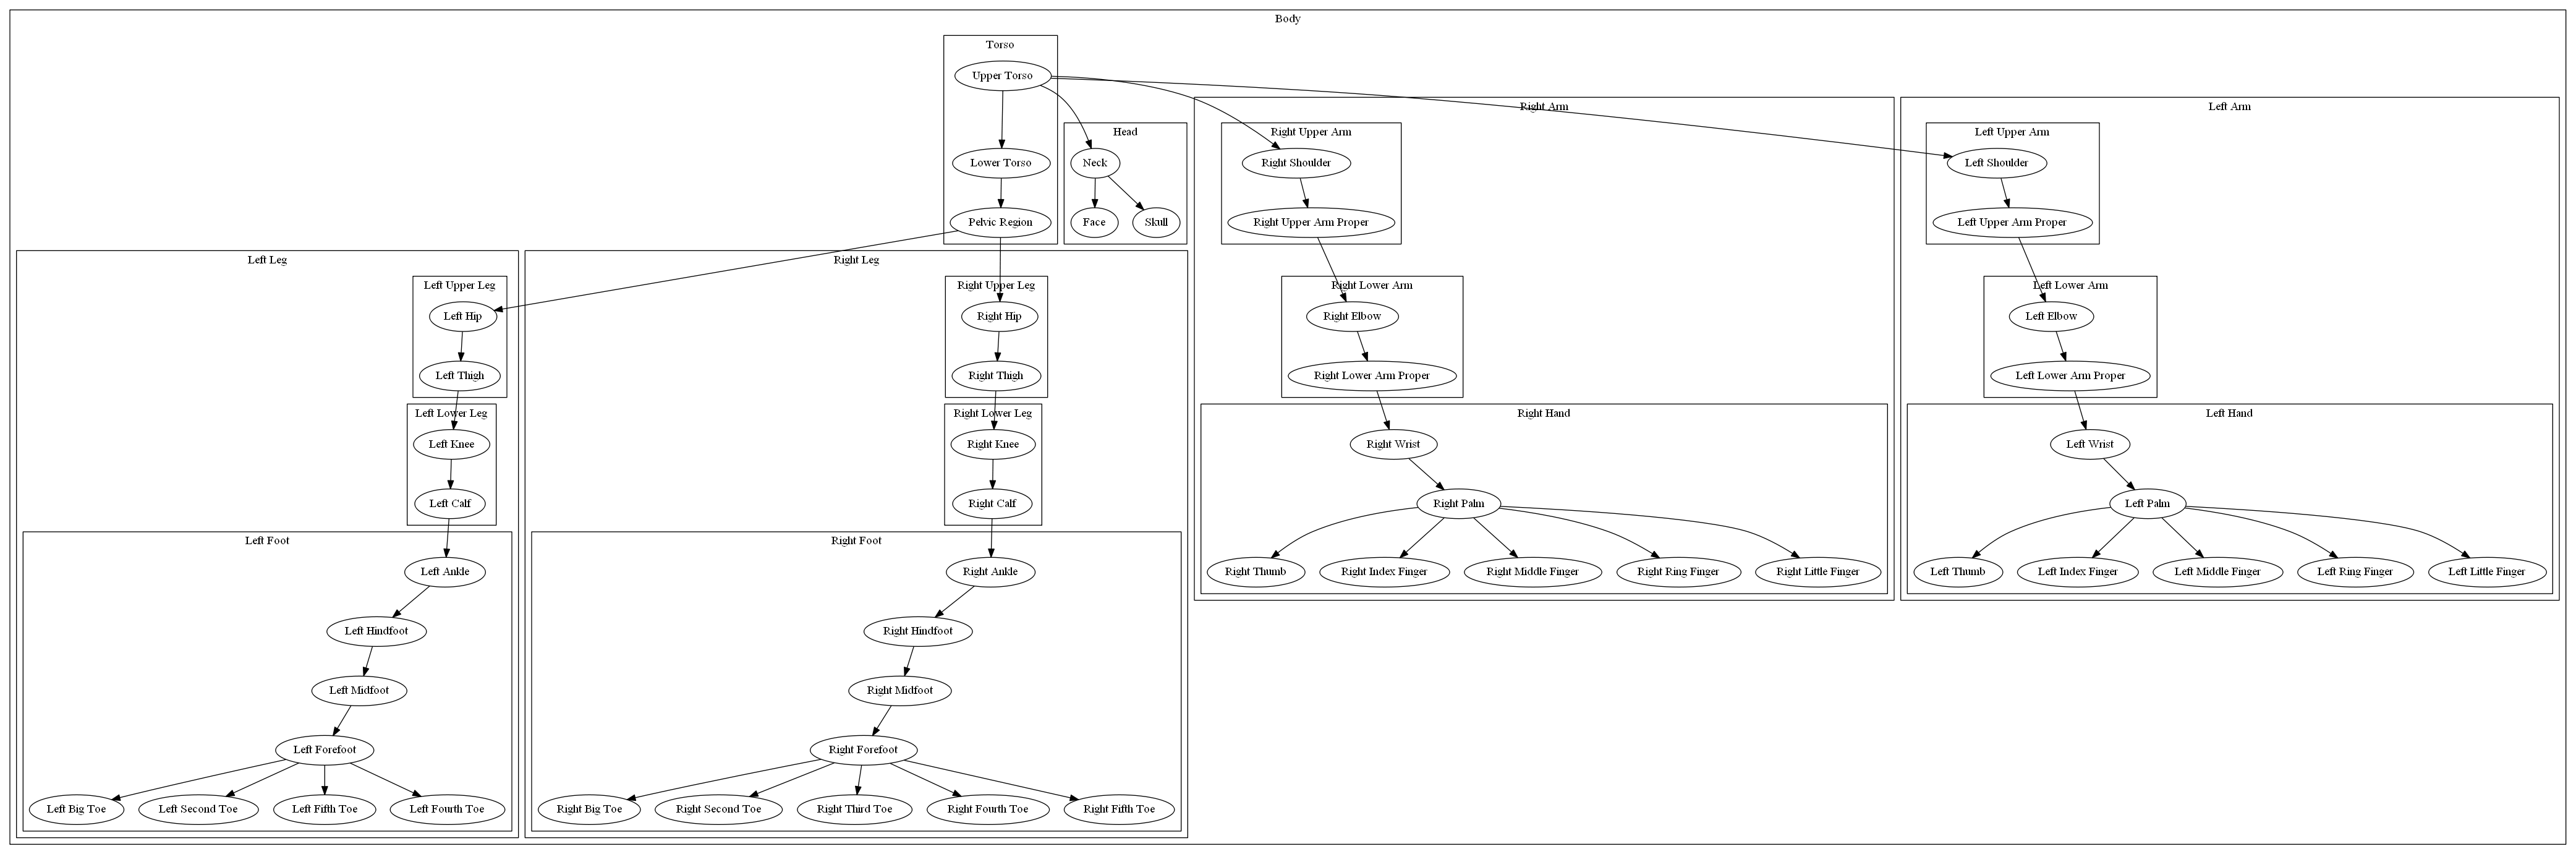 Body
Torso
Upper Torso
Right Arm
Left Arm
Head
Right Upper Arm
Left Upper Arm
Lower Torso
Neck
Right Shoulder
Left Shoulder
Pelvic Region
Face
Skull
Right Upper Arm Proper
Left Upper Arm Proper
Left Leg
Right Leg
Left Upper Leg
Right Upper Leg
Right Lower Arm
Left Lower Arm
Left Hip
Right Hip
Right Elbow
Left Elbow
Left Thigh
Right Thigh
Right Lower Arm Proper
Left Lower Arm Proper
Left Lower Leg
Right Lower Leg
Right Hand
Left Hand
Left Knee
Right Knee
Right Wrist
Left Wrist
Left Calf
Right Calf
Right Palm
Left Palm
Left Foot
Right Foot
Left Ankle
Right Ankle
Right Thumb
Right Index Finger
Right Middle Finger
Right Ring Finger
Right Little Finger
Left Thumb
Left Index Finger
Left Middle Finger
Left Ring Finger
Left Little Finger
Left Hindfoot
Right Hindfoot
Left Midfoot
Right Midfoot
Left Forefoot
Right Forefoot
Left Big Toe
Left Second Toe
Left Fifth Toe
Left Fourth Toe
Right Big Toe
Right Second Toe
Right Third Toe
Right Fourth Toe
Right Fifth Toe